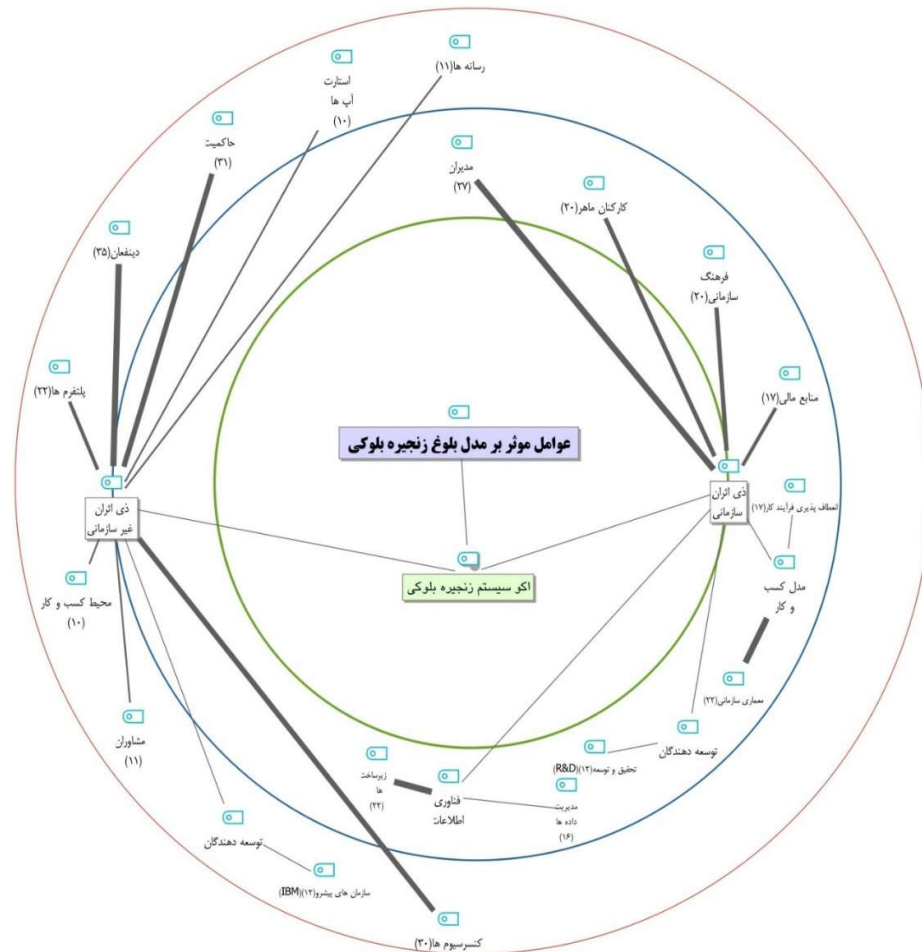 رسانه ها(۱۱)
استارت
آپ ها
(۱۰)
حاکمیت
(۳۱)
مدیران
(۲۷)
کارکنان ماهر(۲۰)
ذینفعان(۳۵)
فرهنگ
سازمانی(۲۰)
پلتفرم ها(۲۲)
منابع مالی(۱۷)
عوامل موثر بر مدل بلوغ زنجیره بلوکی
ذی اثران
غیر سازمانی
ذی اثران
سازمانی
انعطاف پذیری فرآیند کار(۱۷)
اکو سیستم زنجیره بلوکی
محیط کسب و کار
(۱۰)
مدل کسب
و کار
معماری سازمانی(۲۳)
مشاوران
(۱۱)
توسعه دهندگان
تحقیق و توسعه(۱۲)(R&D)
زیرساخت
ها
(۲۲)
فناوری
اطلاعات
مدیریت
داده ها
(۱۶)
توسعه دهندگان
سازمان های پیشرو(۱۲)(IBM)
کنسرسیوم ها(۳۰)